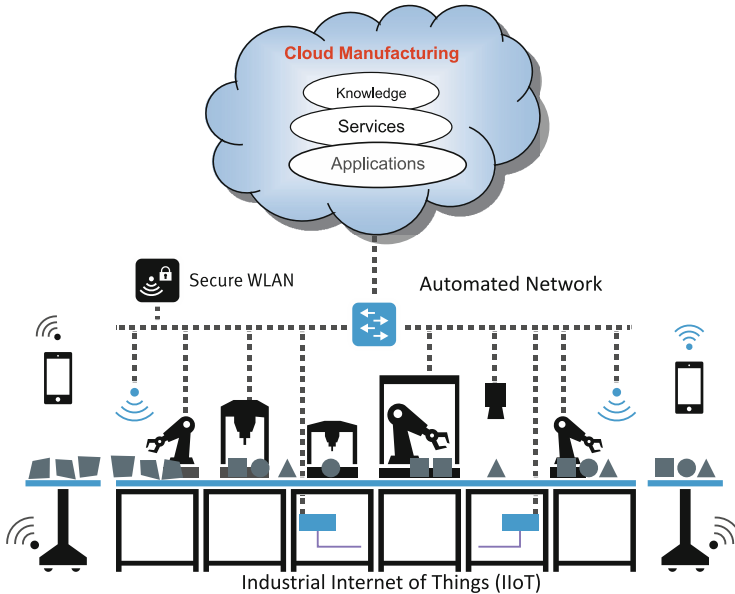 Cloud Manufacturing
Knowledge
Services
Applications
Secure WLAN
Automated Network
Industrial Internet of Things (IIoT)